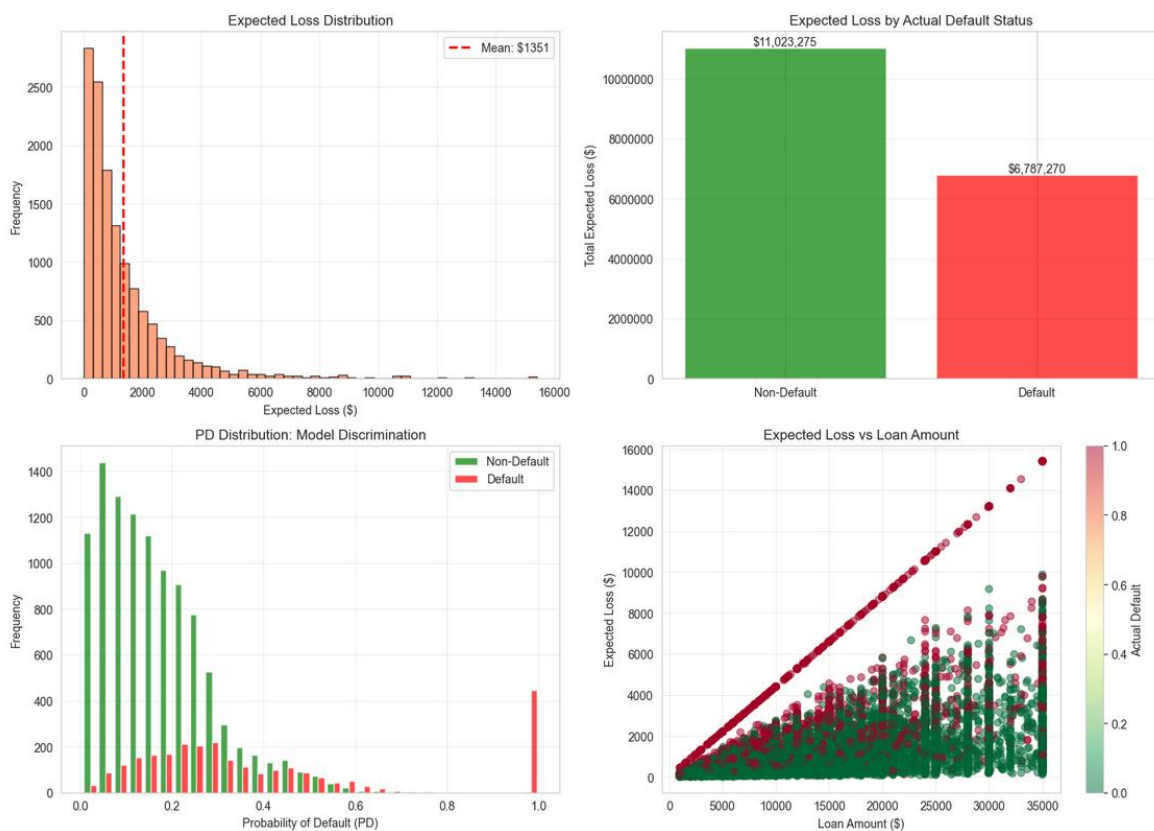 Expected Loss Distribution
Mean: $1351
2500
2000
1500
1000
500
0
Frequency
0 2000 4000 6000 8000 10000 12000 14000 16000
Expected Loss ($)
Expected Loss by Actual Default Status
$11,023,275
$6,787,270
10000000
8000000
6000000
4000000
2000000
0
Total Expected Loss ($)
Non-Default Default
PD Distribution: Model Discrimination
Non-Default
Default
1400
1200
1000
800
600
400
200
0
Frequency
0.0 0.2 0.4 0.6 0.8 1.0
Probability of Default (PD)
Expected Loss vs Loan Amount
16000
14000
12000
10000
8000
6000
4000
2000
0
Expected Loss ($)
0 5000 10000 15000 20000 25000 30000 35000
Loan Amount ($)
1.0
0.8
0.6
0.4
0.2
0.0
Actual Default